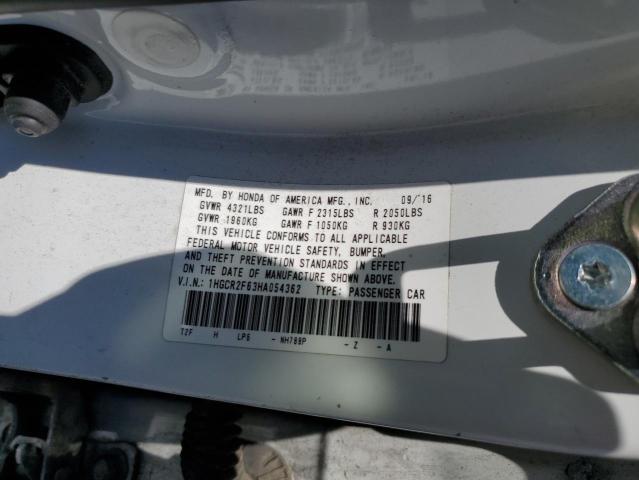 MFD. BY HONDA OF AMERICA MFG., INC. 09/16
GVWR 4321LBS GAWR F 2315LBS R 2050LBS
GVWR 1960KG GAWR F 1050KG R 930KG
THIS VEHICLE CONFORMS TO ALL APPLICABLE
FEDERAL MOTOR VEHICLE SAFETY, BUMPER,
AND THEFT PREVENTION STANDARDS IN EFFECT
ON THE DATE OF MANUFACTURE SHOWN ABOVE.
V.I.N.: 1HGCR2F63HA054362 TYPE: PASSENGER CAR
T2F H LP6 - NH788P - Z - A